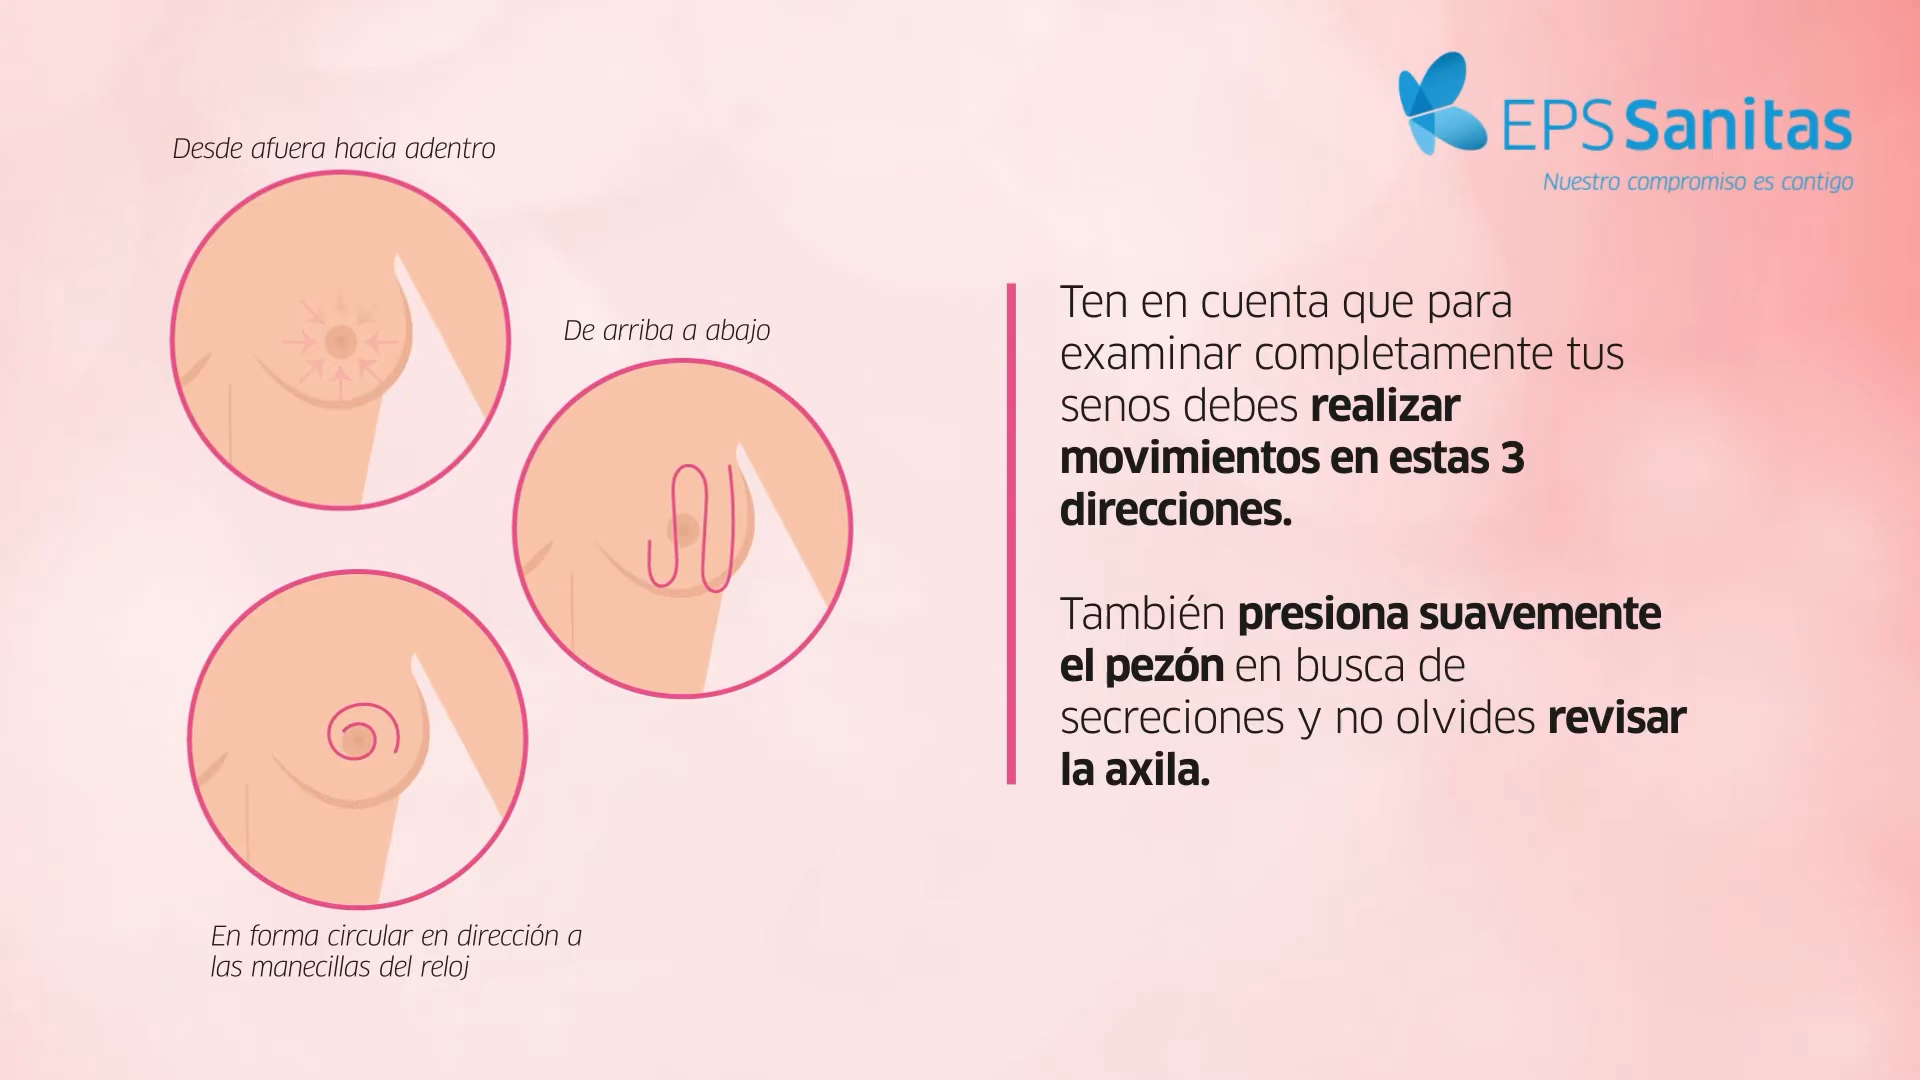 Desde afuera hacia adentro
De arriba a abajo
En forma circular en dirección a
las manecillas del reloj
EPS Sanitas
Nuestro compromiso es contigo
Ten en cuenta que para
examinar completamente tus
senos debes realizar
movimientos en estas 3
direcciones.
También presiona suavemente
el pezón en busca de
secreciones y no olvides revisar
la axila.